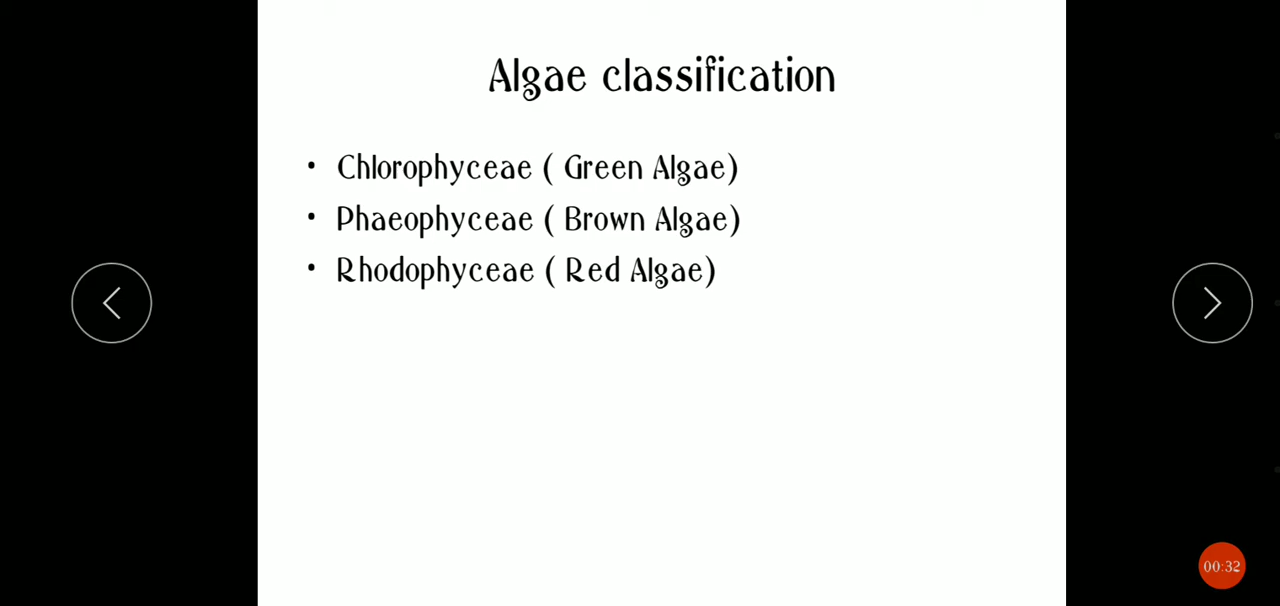 Algae classification
• Chlorophyceae ( Green Algae)
• Phaeophyceae ( Brown Algae)
• Rhodophyceae ( Red Algae)
00:32